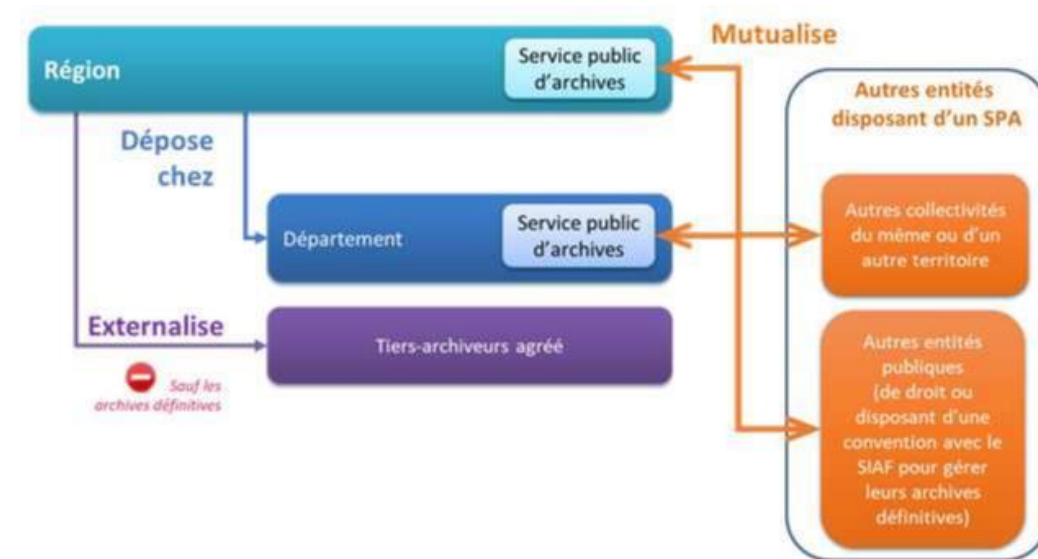 Mutualise
Région
Service public
d'archives
Autres entités
disposant d'un SPA
Dépose
chez
Département
Service public
d'archives
Autres collectivités
du même ou d'un
autre territoire
Externalise
Tiers-archiveurs agréé
Sauf les
archives définitives
Autres entités
publiques
(de droit ou
disposant d'une
convention avec le
SIAF pour gérer
leurs archives
définitives)